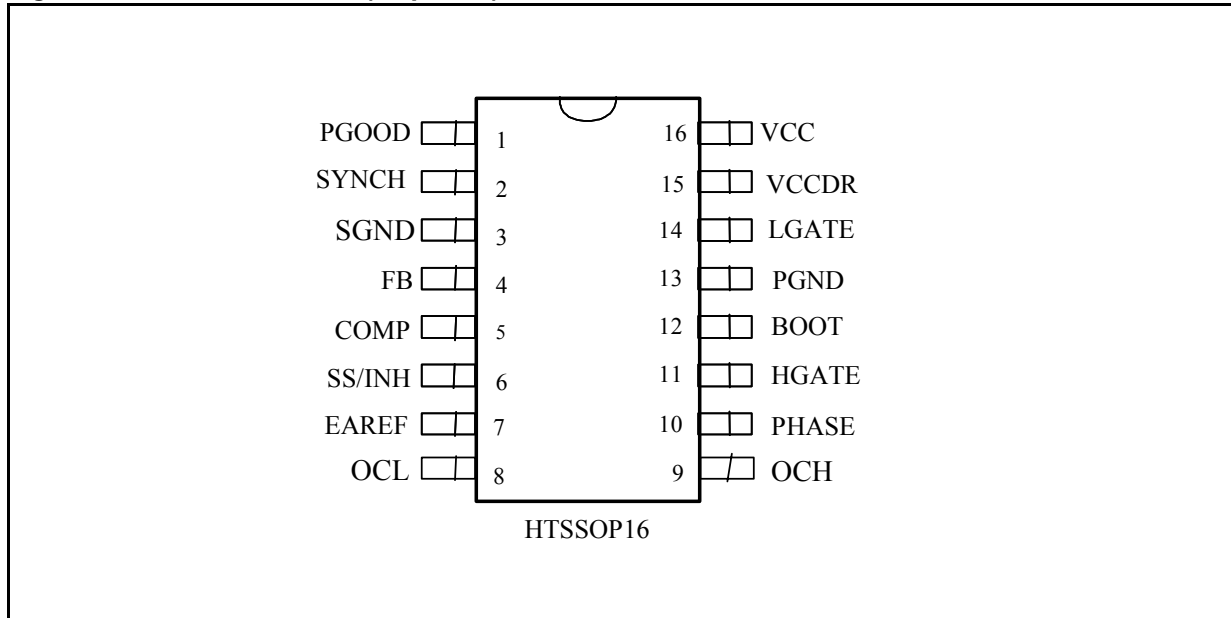 PGOOD 1 16 VCC
SYNCH 2 15 VCCDR
SGND 3 14 LGATE
FB 4 13 PGND
COMP 5 12 BOOT
SS/INH 6 11 HGATE
EAREF 7 10 PHASE
OCL 8 9 OCH
HTSSOP16